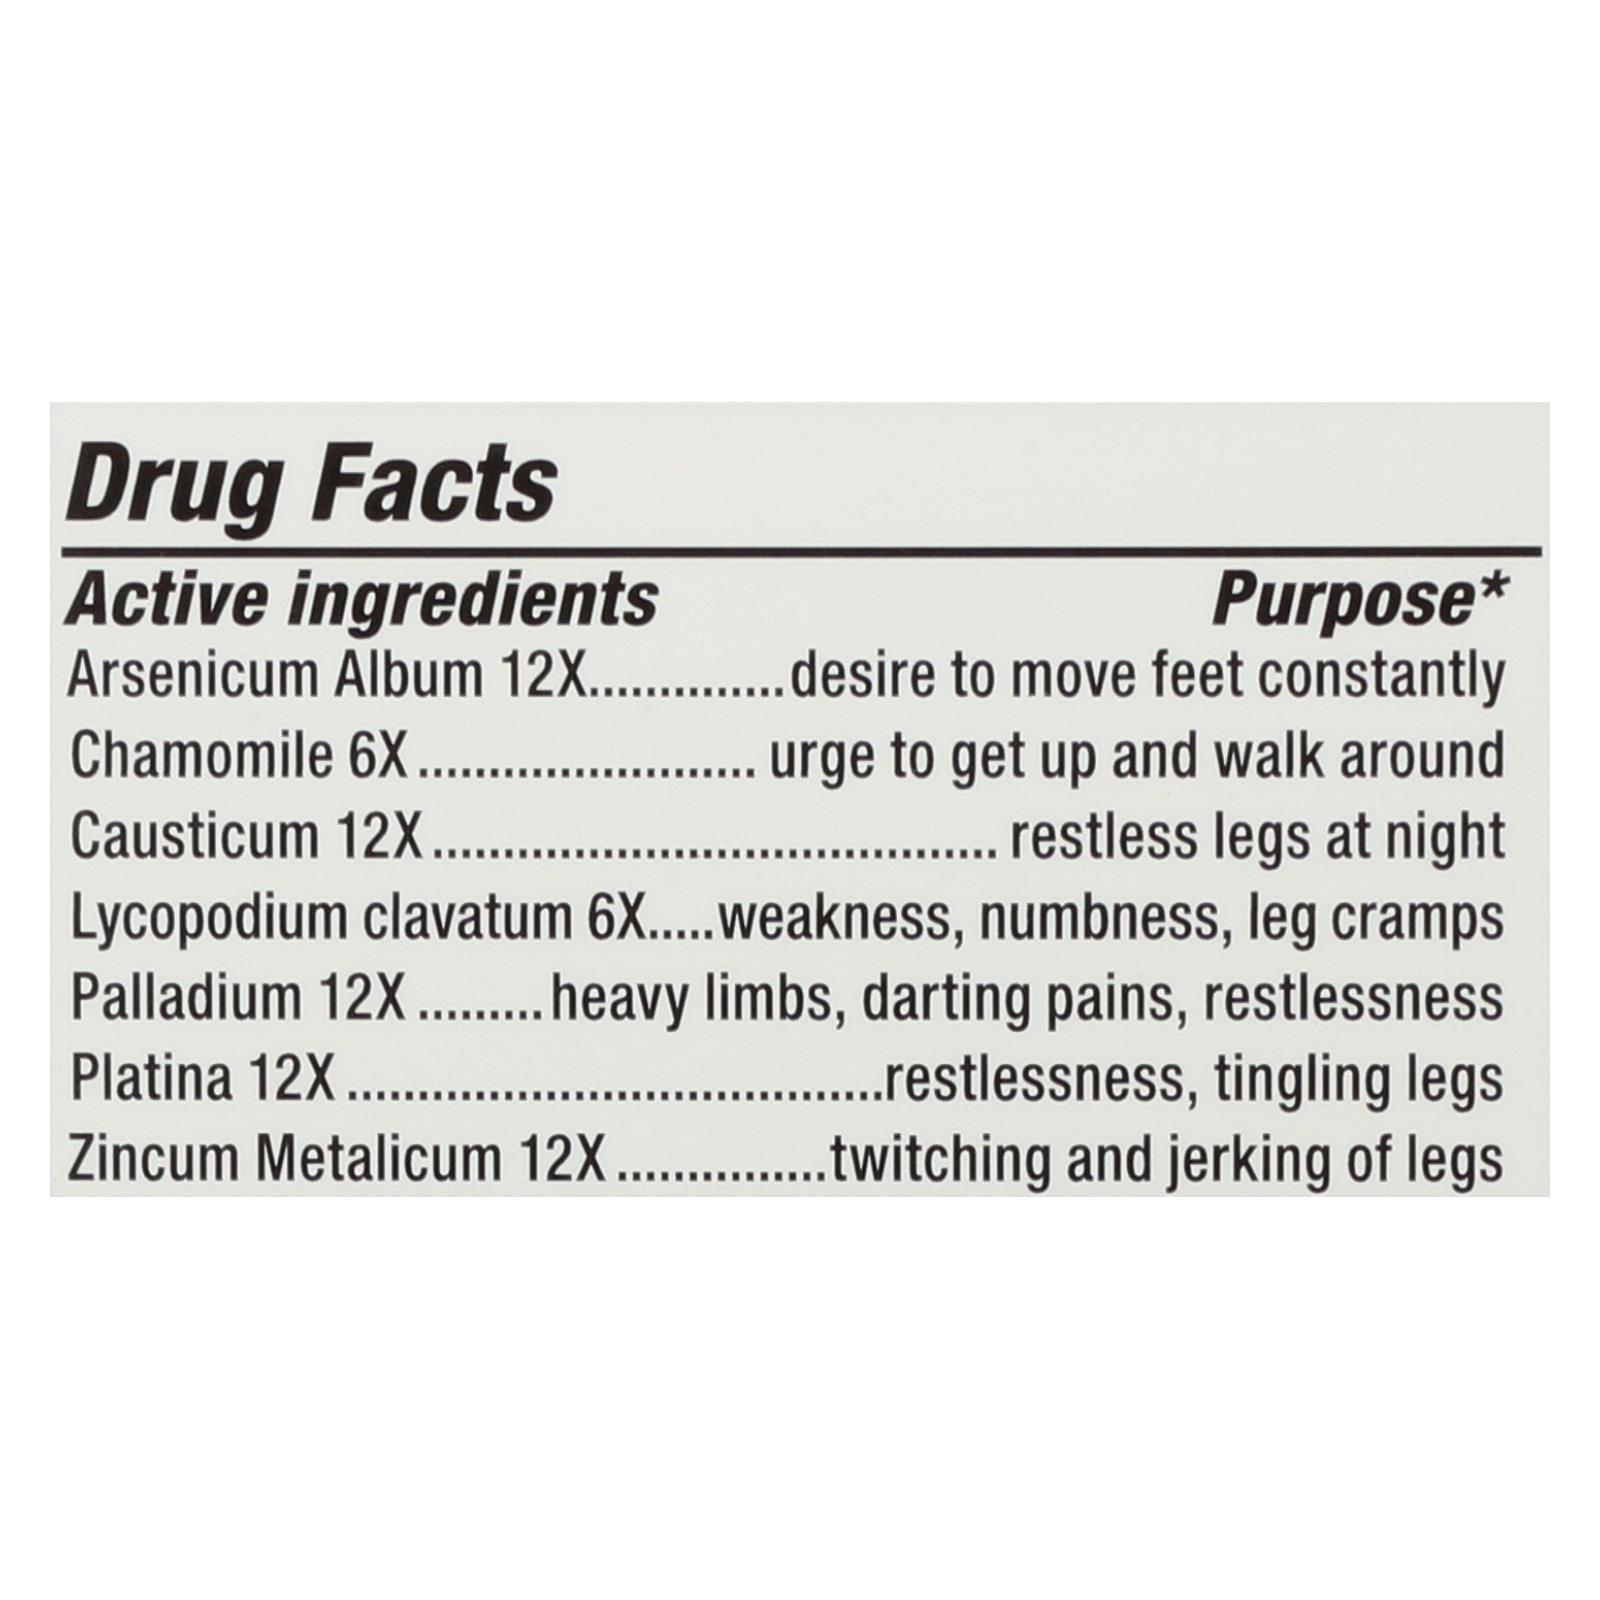 Drug Facts
Active ingredients Purpose*
Arsenicum Album 12X..............desire to move feet constantly
Chamomile 6X........................ urge to get up and walk around
Causticum 12X........................................ restless legs at night
Lycopodium clavatum 6X.....weakness, numbness, leg cramps
Palladium 12X.........heavy limbs, darting pains, restlessness
Platina 12X......................................restlessness, tingling legs
Zincum Metalicum 12X...............twitching and jerking of legs